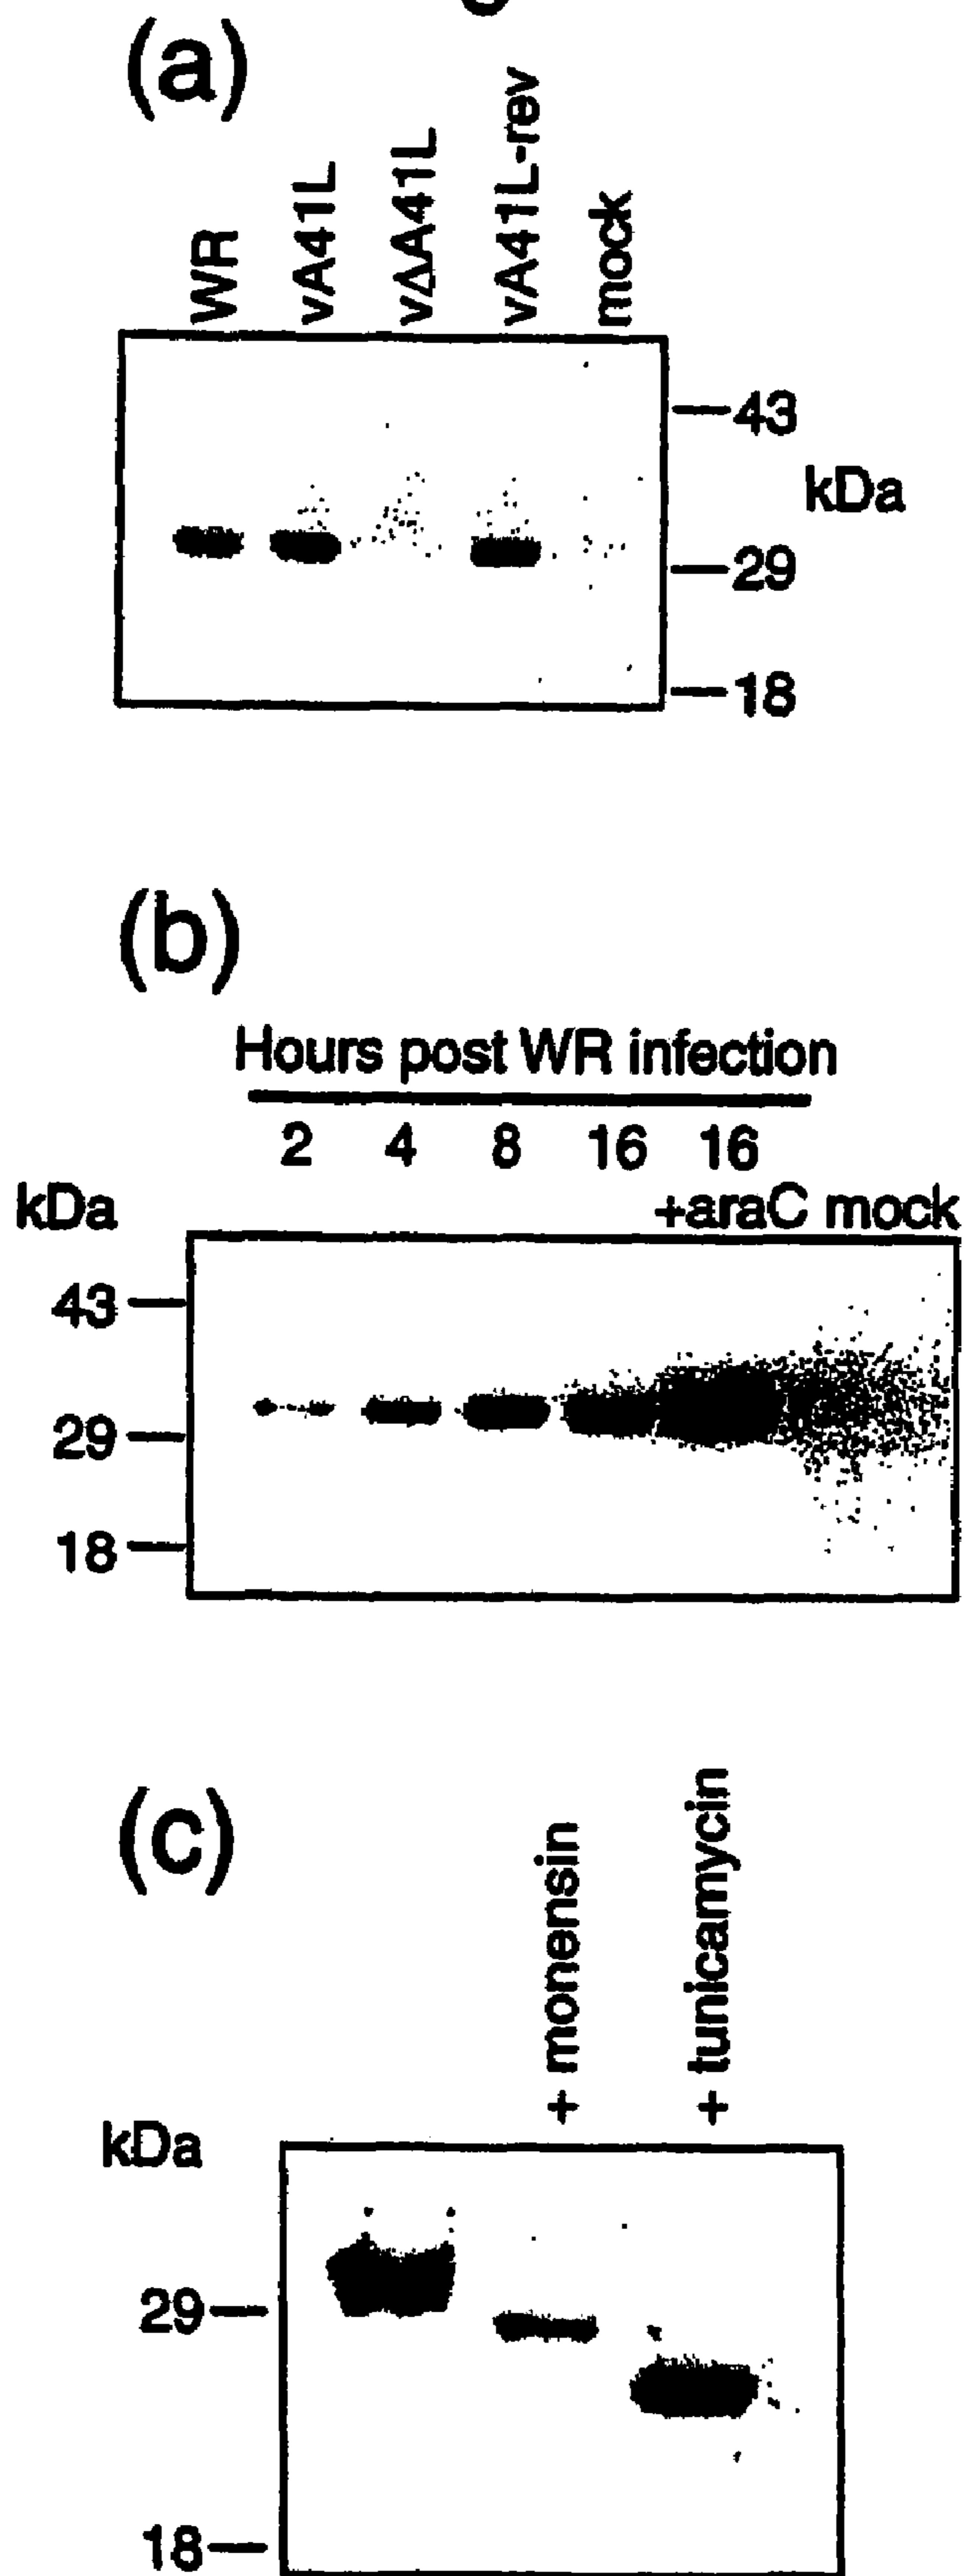 (a)
WR vA41L vΔA41L vA41L-rev mock
43
kDa
29
18
(b)
Hours post WR infection
2 4 8 16 16
kDa +araC mock
43
29
18
(c)
+ monensin + tunicamycin
kDa
29
18